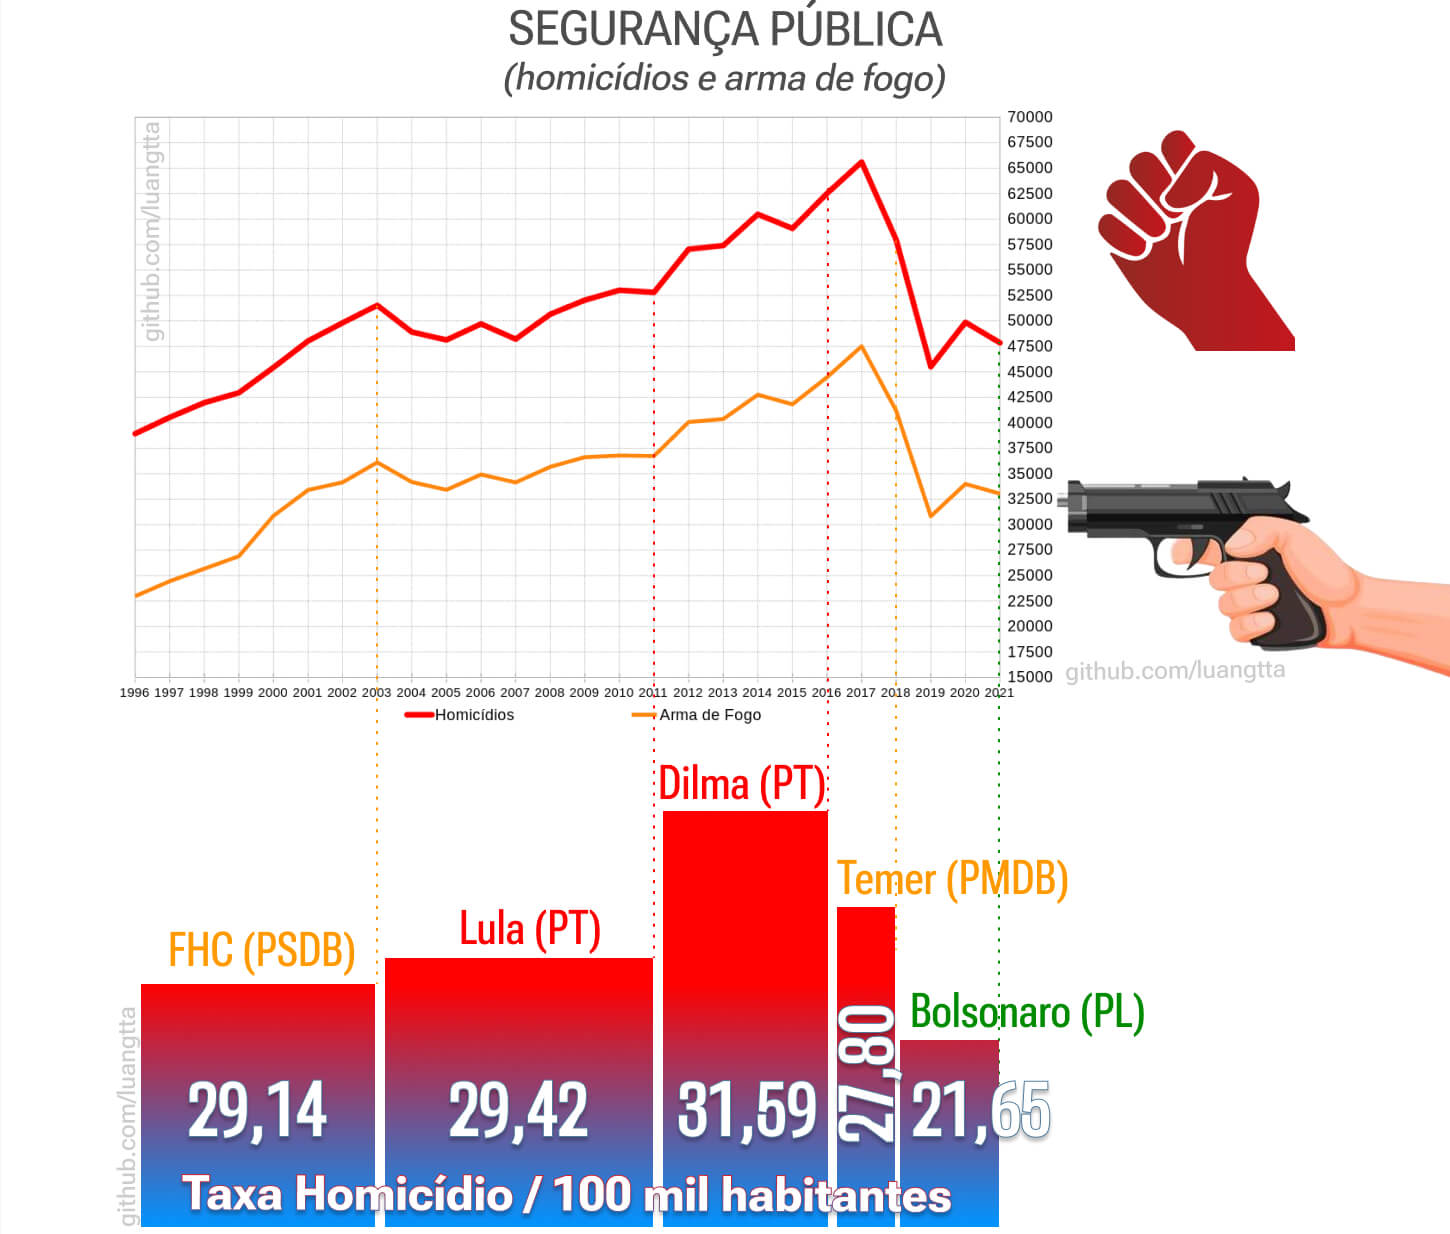 SEGURANÇA PÚBLICA
(homicídios e arma de fogo)
github.com/luangtta
70000
67500
65000
62500
60000
57500
55000
52500
50000
47500
45000
42500
40000
37500
35000
32500
30000
27500
25000
22500
20000
17500
15000
github.com/luangtta
1996 1997 1998 1999 2000 2001 2002 2003 2004 2005 2006 2007 2008 2009 2010 2011 2012 2013 2014 2015 2016 2017 2018 2019 2020 2021
Homicídios Arma de Fogo
Dilma (PT)
Temer (PMDB)
Lula (PT)
FHC (PSDB)
Bolsonaro (PL)
github.com/luangtta
29,14 29,42 31,59 27,80 21,65
Taxa Homicídio / 100 mil habitantes